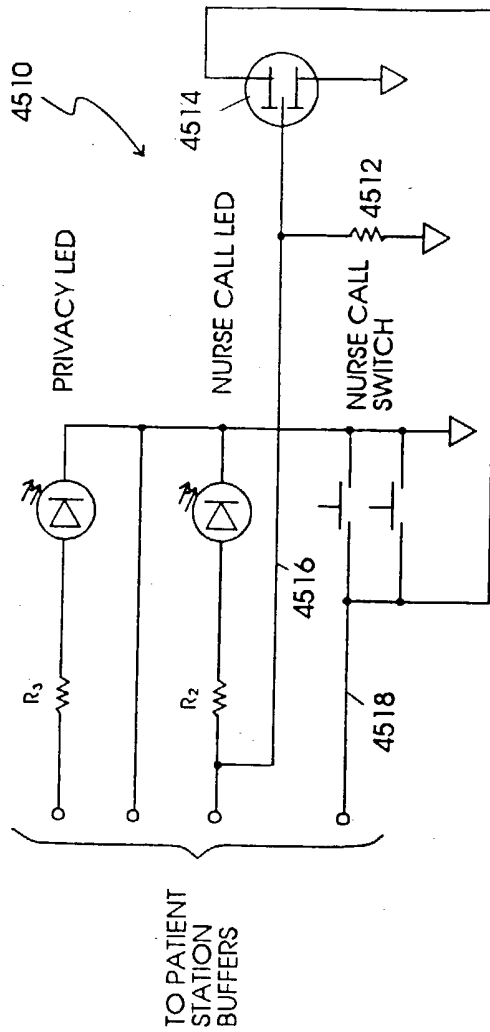 4510
PRIVACY LED
R3
4514
NURSE CALL LED
R2
4516
4512
NURSE CALL
SWITCH
4518
TO PATIENT
STATION
BUFFERS